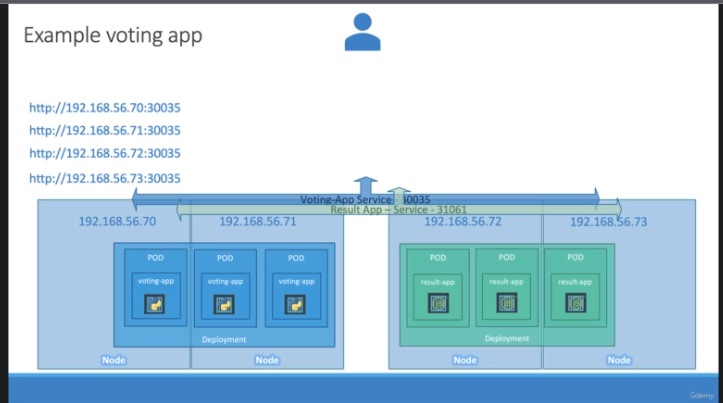 Example voting app
http://192.168.56.70:30035
http://192.168.56.71:30035
http://192.168.56.72:30035
http://192.168.56.73:30035
Voting-App Service 30035
Result App – Service - 31061
192.168.56.70 192.168.56.71 192.168.56.72 192.168.56.73
POD POD POD POD POD POD
voting-app voting-app voting-app result-app result-app result-app
Deployment Deployment
Node Node Node Node
ûdemy